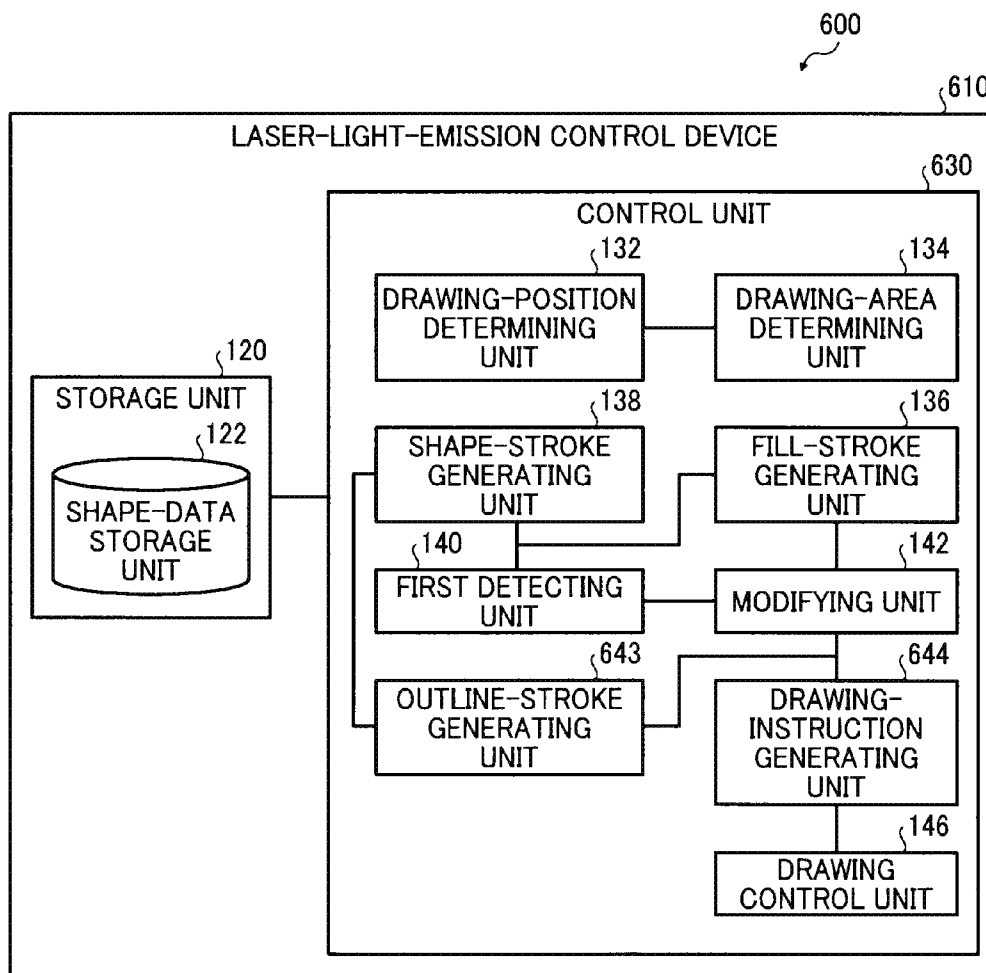 600
610
LASER-LIGHT-EMISSION CONTROL DEVICE
630
CONTROL UNIT
132
DRAWING-POSITION
DETERMINING
UNIT
134
DRAWING-AREA
DETERMINING
UNIT
120
STORAGE UNIT
122
SHAPE-DATA
STORAGE
UNIT
138
SHAPE-STROKE
GENERATING
UNIT
136
FILL-STROKE
GENERATING
UNIT
140
FIRST DETECTING
UNIT
142
MODIFYING UNIT
643
OUTLINE-STROKE
GENERATING
UNIT
644
DRAWING-
INSTRUCTION
GENERATING
UNIT
146
DRAWING
CONTROL UNIT